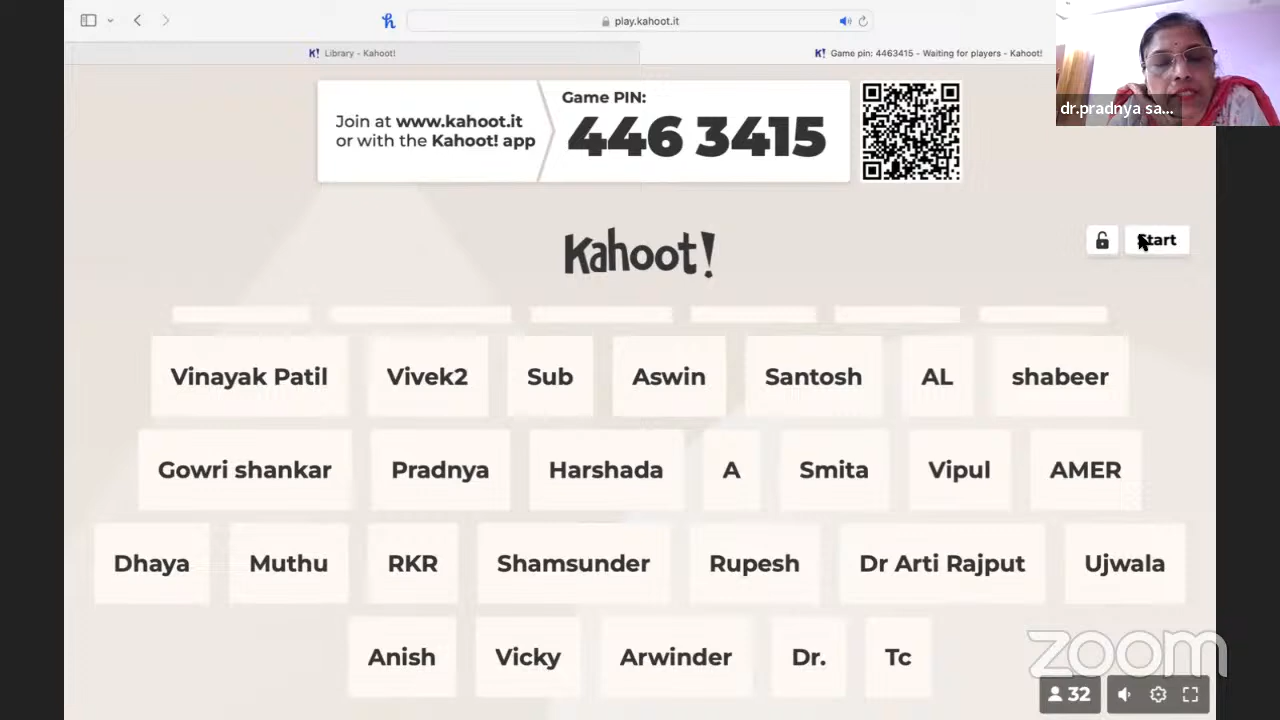 play.kahoot.it
K! Library - Kahoot!
K! Game pin: 4463415 - Waiting for players - Kahoot!
dr.pradnya sa...
Join at www.kahoot.it
or with the Kahoot! app
Game PIN:
446 3415
Kahoot!
Start
Vinayak Patil Vivek2 Sub Aswin Santosh AL shabeer
Gowri shankar Pradnya Harshada A Smita Vipul AMER
Dhaya Muthu RKR Shamsunder Rupesh Dr Arti Rajput Ujwala
Anish Vicky Arwinder Dr. Tc
zoom
32